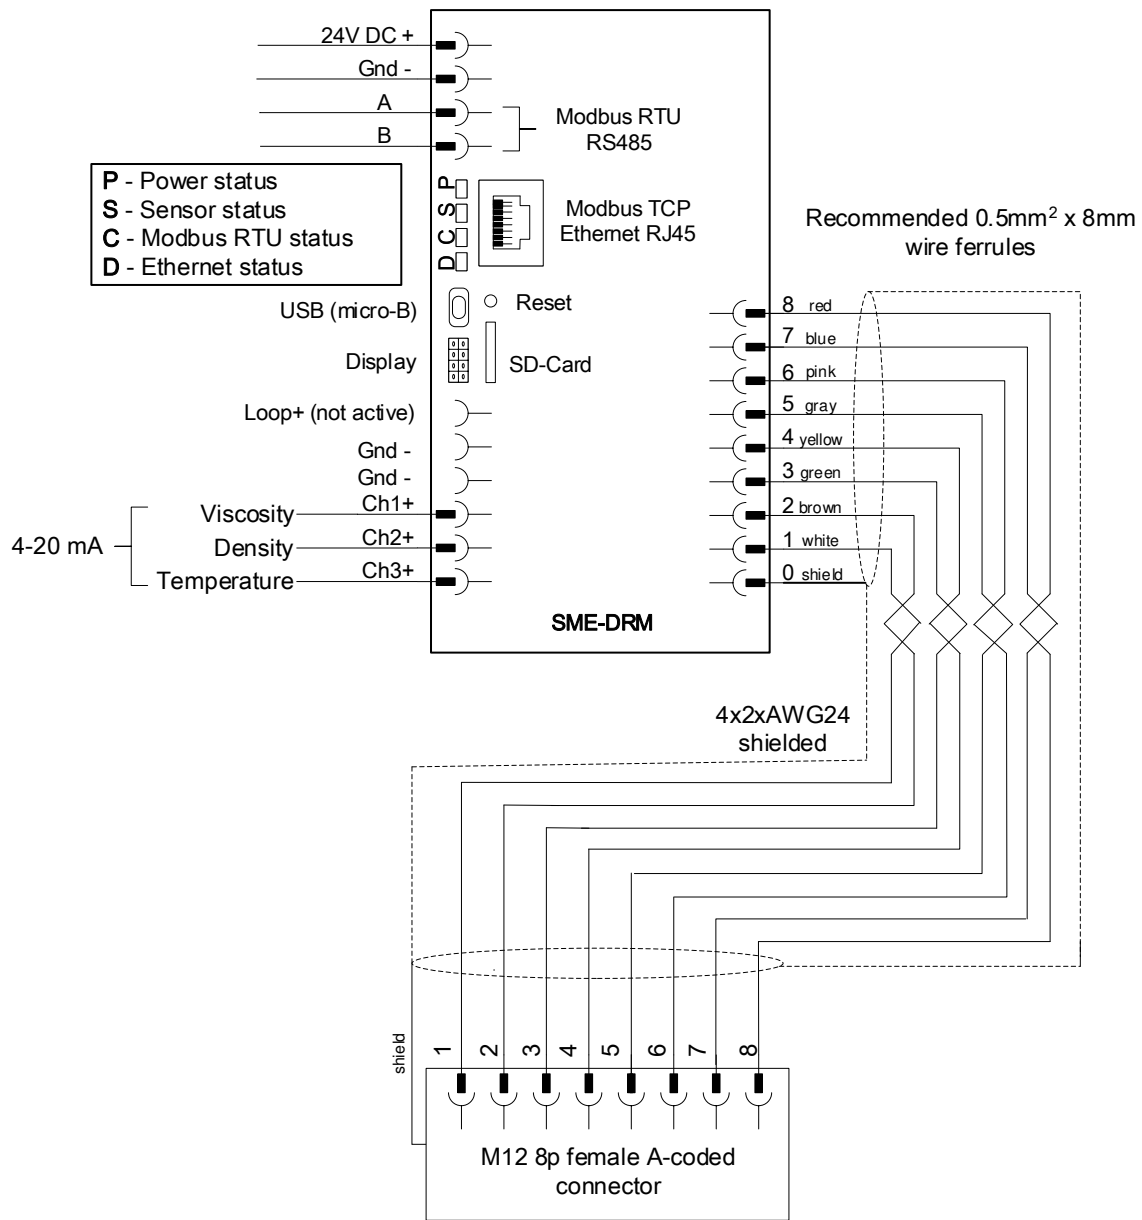 24V DC +
Gnd -
A
B
Modbus RTU
RS485
P - Power status
S - Sensor status
C - Modbus RTU status
D - Ethernet status
P
S
C
D
Modbus TCP
Ethernet RJ45
Recommended 0.5mm² x 8mm
wire ferrules
USB (micro-B)
Reset
Display
SD-Card
Loop+ (not active)
Gnd -
Gnd -
4-20 mA
Viscosity
Ch1+
Density
Ch2+
Temperature
Ch3+
8 red
7 blue
6 pink
5 gray
4 yellow
3 green
2 brown
1 white
0 shield
SME-DRM
4x2xAWG24
shielded
shield
1
2
3
4
5
6
7
8
M12 8p female A-coded
connector